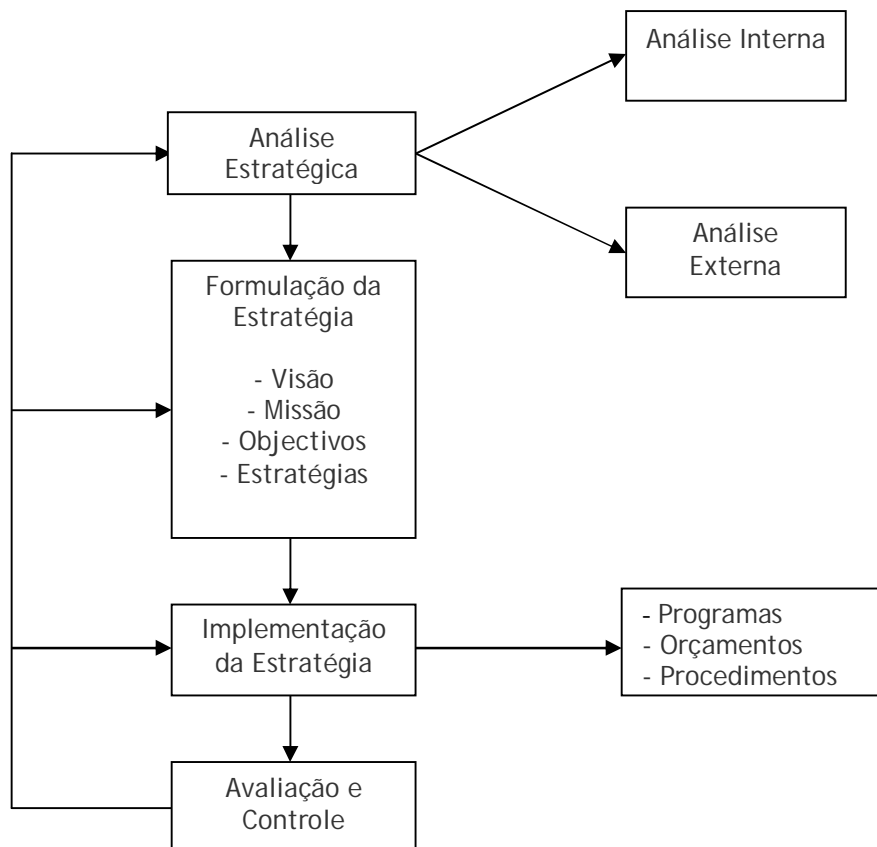 Análise Interna
Análise
Estratégica
Análise
Externa
Formulação da
Estratégia
- Visão
- Missão
- Objectivos
- Estratégias
Implementação
da Estratégia
- Programas
- Orçamentos
- Procedimentos
Avaliação e
Controle